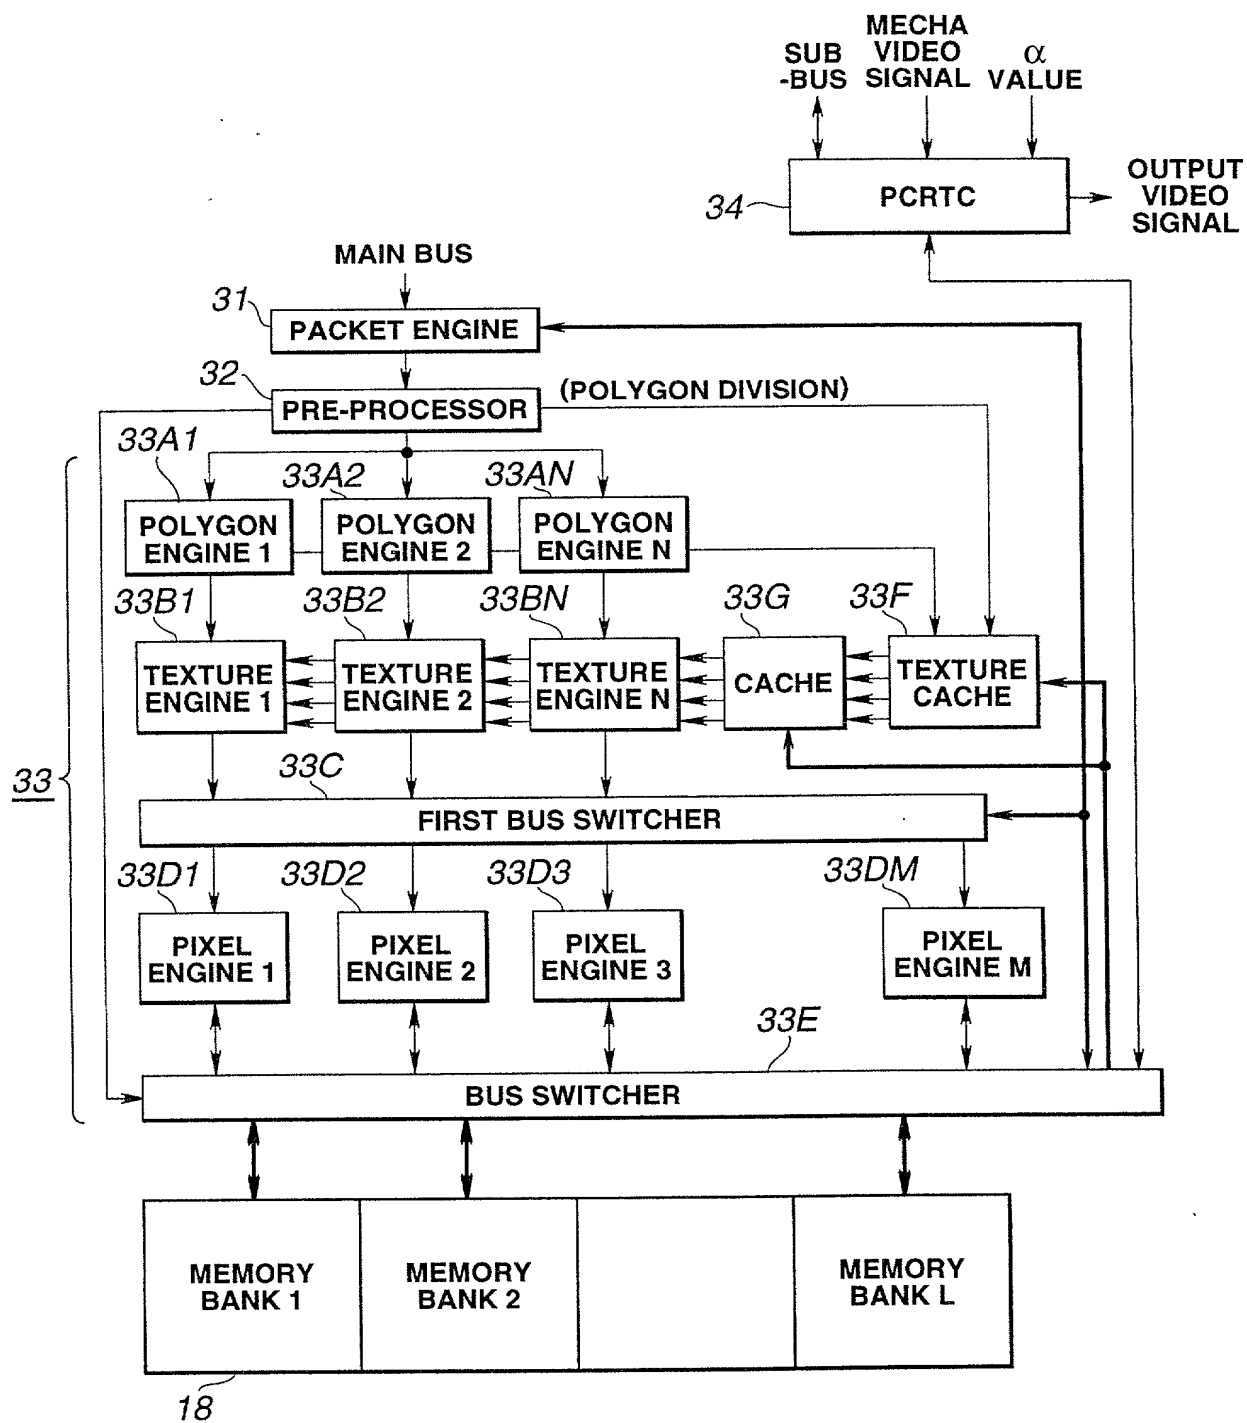 SUB
-BUS
MECHA
VIDEO
SIGNAL
α
VALUE
34
PCRTC
OUTPUT
VIDEO
SIGNAL
MAIN BUS
31
PACKET ENGINE
32
PRE-PROCESSOR
(POLYGON DIVISION)
33A1
33A2
33AN
POLYGON
ENGINE 1
POLYGON
ENGINE 2
POLYGON
ENGINE N
33B1
33B2
33BN
33G
33F
TEXTURE
ENGINE 1
TEXTURE
ENGINE 2
TEXTURE
ENGINE N
CACHE
TEXTURE
CACHE
33
33C
FIRST BUS SWITCHER
33D1
33D2
33D3
33DM
PIXEL
ENGINE 1
PIXEL
ENGINE 2
PIXEL
ENGINE 3
PIXEL
ENGINE M
33E
BUS SWITCHER
MEMORY
BANK 1
MEMORY
BANK 2
MEMORY
BANK L
18